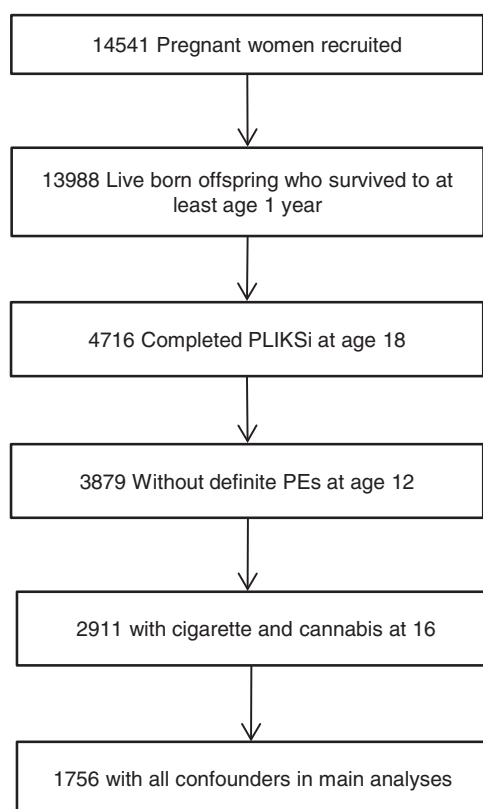 14541 Pregnant women recruited
13988 Live born offspring who survived to at
least age 1 year
4716 Completed PLIKSi at age 18
3879 Without definite PEs at age 12
2911 with cigarette and cannabis at 16
1756 with all confounders in main analyses